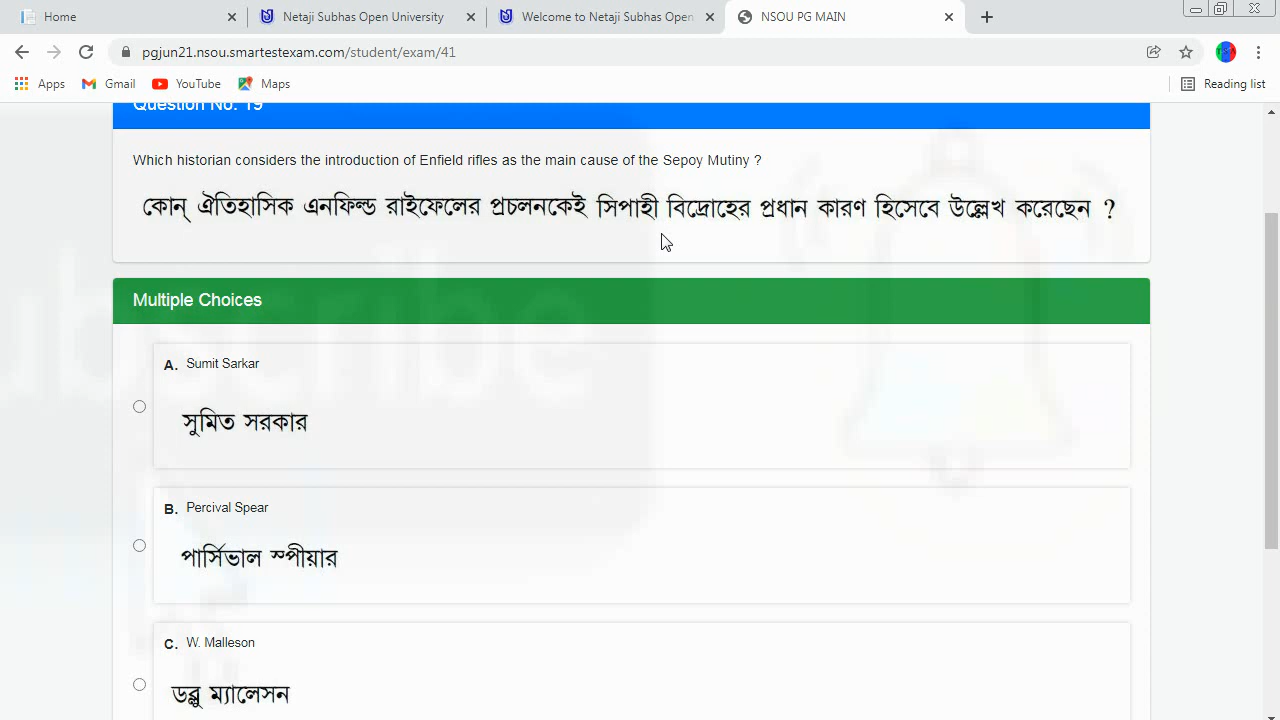 Home
Netaji Subhas Open University
Welcome to Netaji Subhas Open
NSOU PG MAIN
pgjun21.nsou.smartestexam.com/student/exam/41
Apps
Gmail
YouTube
Maps
Reading list
Question No. 19
Which historian considers the introduction of Enfield rifles as the main cause of the Sepoy Mutiny ?
কোন্ ঐতিহাসিক এনফিল্ড রাইফেলের প্রচলনকেই সিপাহী বিদ্রোহের প্রধান কারণ হিসেবে উল্লেখ করেছেন ?
ubscribe
Multiple Choices
A. Sumit Sarkar
সুমিত সরকার
B. Percival Spear
পার্সিভাল স্পীয়ার
C. W. Malleson
ডব্লু ম্যালেসন